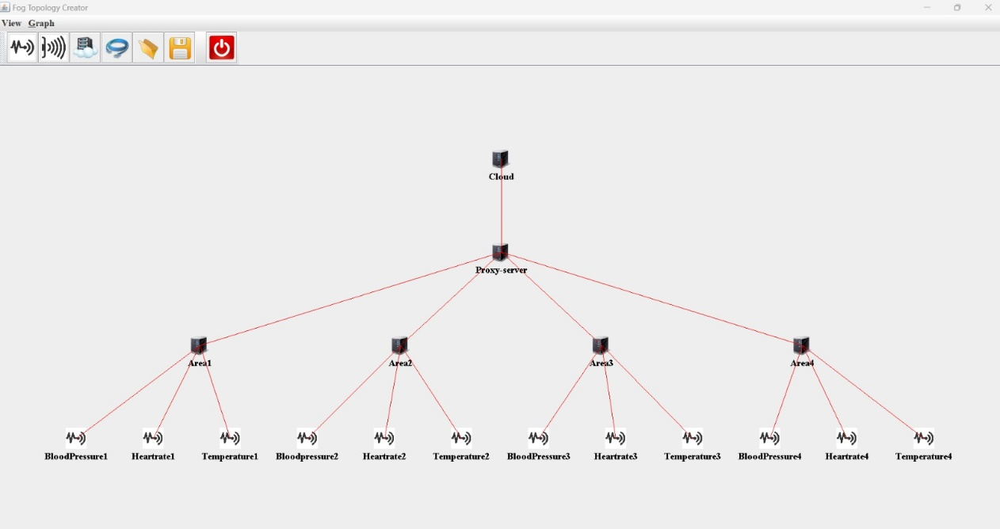 Fog Topology Creator
View Graph
Cloud
Proxy-server
Area1 Area2 Area3 Area4
BloodPressure1 Heartrate1 Temperature1 Bloodpressure2 Heartrate2 Temperature2 BloodPressure3 Heartrate3 Temperature3 BloodPressure4 Heartrate4 Temperature4